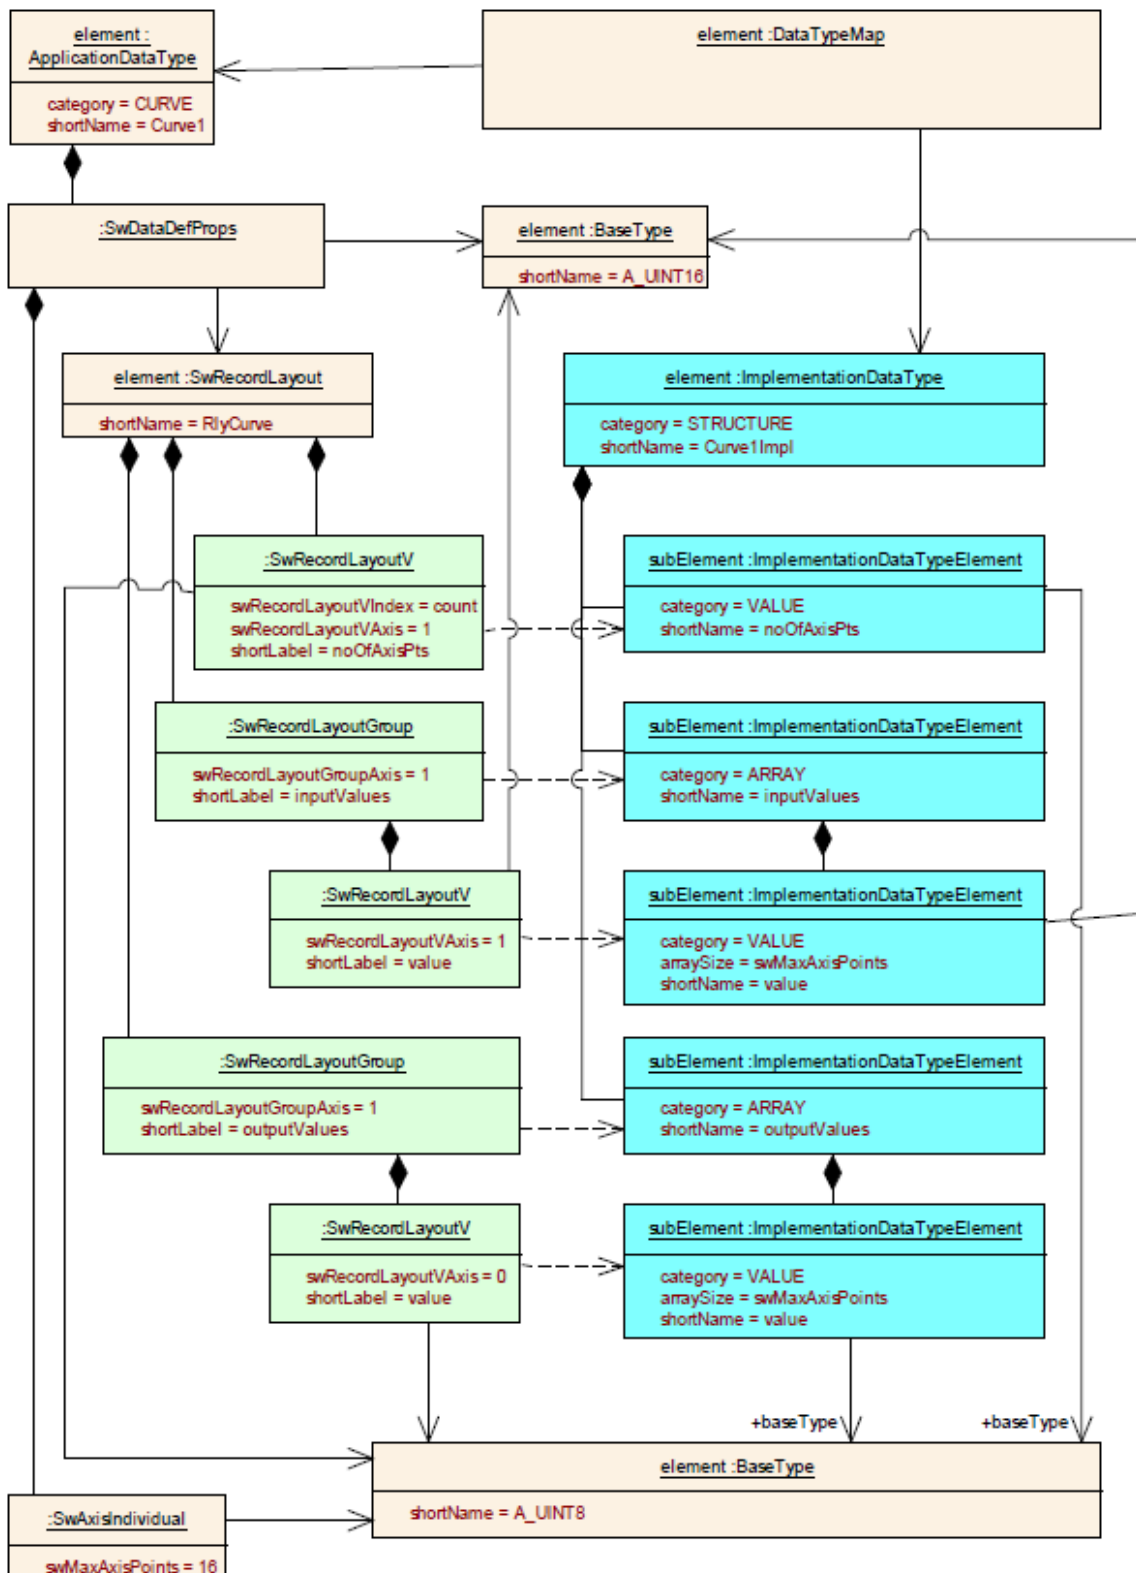 element :
ApplicationDataType
category = CURVE
shortName = Curve1
element :DataTypeMap
:SwDataDefProps
element :BaseType
shortName = A_UINT16
element :SwRecordLayout
shortName = RlyCurve
element :ImplementationDataType
category = STRUCTURE
shortName = Curve1Impl
:SwRecordLayoutV
swRecordLayoutVIndex = count
swRecordLayoutVAxis = 1
shortLabel = noOfAxisPts
subElement :ImplementationDataTypeElement
category = VALUE
shortName = noOfAxisPts
:SwRecordLayoutGroup
swRecordLayoutGroupAxis = 1
shortLabel = inputValues
subElement :ImplementationDataTypeElement
category = ARRAY
shortName = inputValues
:SwRecordLayoutV
swRecordLayoutVAxis = 1
shortLabel = value
subElement :ImplementationDataTypeElement
category = VALUE
arraySize = swMaxAxisPoints
shortName = value
:SwRecordLayoutGroup
swRecordLayoutGroupAxis = 1
shortLabel = outputValues
subElement :ImplementationDataTypeElement
category = ARRAY
shortName = outputValues
:SwRecordLayoutV
swRecordLayoutVAxis = 0
shortLabel = value
subElement :ImplementationDataTypeElement
category = VALUE
arraySize = swMaxAxisPoints
shortName = value
+baseType
+baseType
element :BaseType
shortName = A_UINT8
:SwAxisIndividual
swMaxAxisPoints = 16